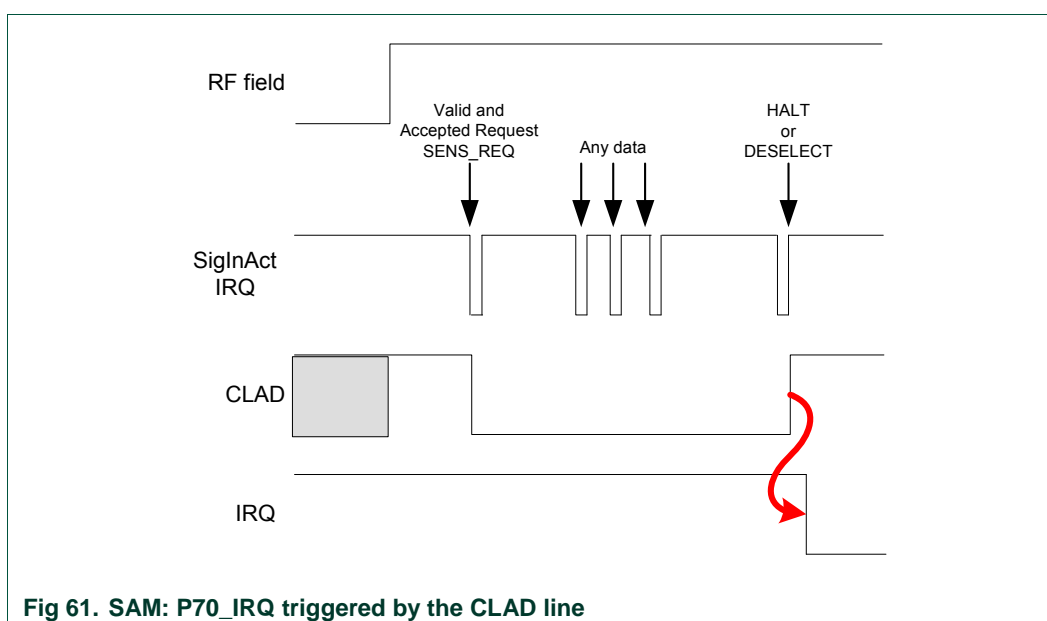 RF field
Valid and
Accepted Request
SENS_REQ
Any data
HALT
or
DESELECT
SigInAct
IRQ
CLAD
IRQ
Fig 61. SAM: P70_IRQ triggered by the CLAD line